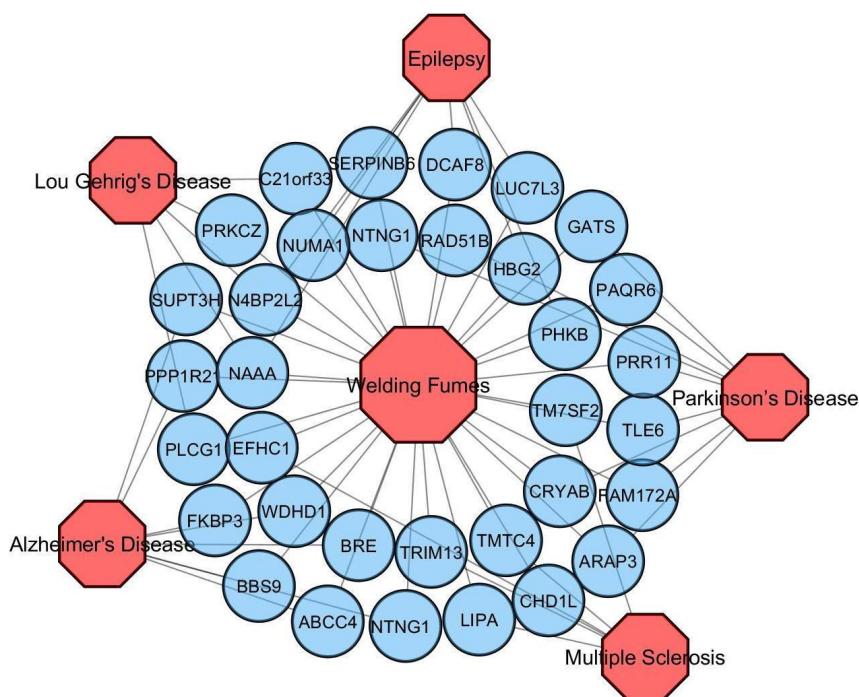 Epilepsy
SERPINB6
DCAF8
C21orf33
Lou Gehrig's Disease
LUC7L3
PRKCZ
NUMA1
NTNG1
RAD51B
GATS
HBG2
SUPT3H
N4BP2L2
PAQR6
PHKB
PRR11
PPP1R21
NAAA
Welding Fumes
Parkinson's Disease
TM7SF2
TLE6
PLCG1
EFHC1
CRYAB
FAM172A
FKBP3
WDHD1
Alzheimer's Disease
BRE
TRIM13
TMTC4
ARAP3
BBS9
CHD1L
ABCC4
NTNG1
LIPA
Multiple Sclerosis